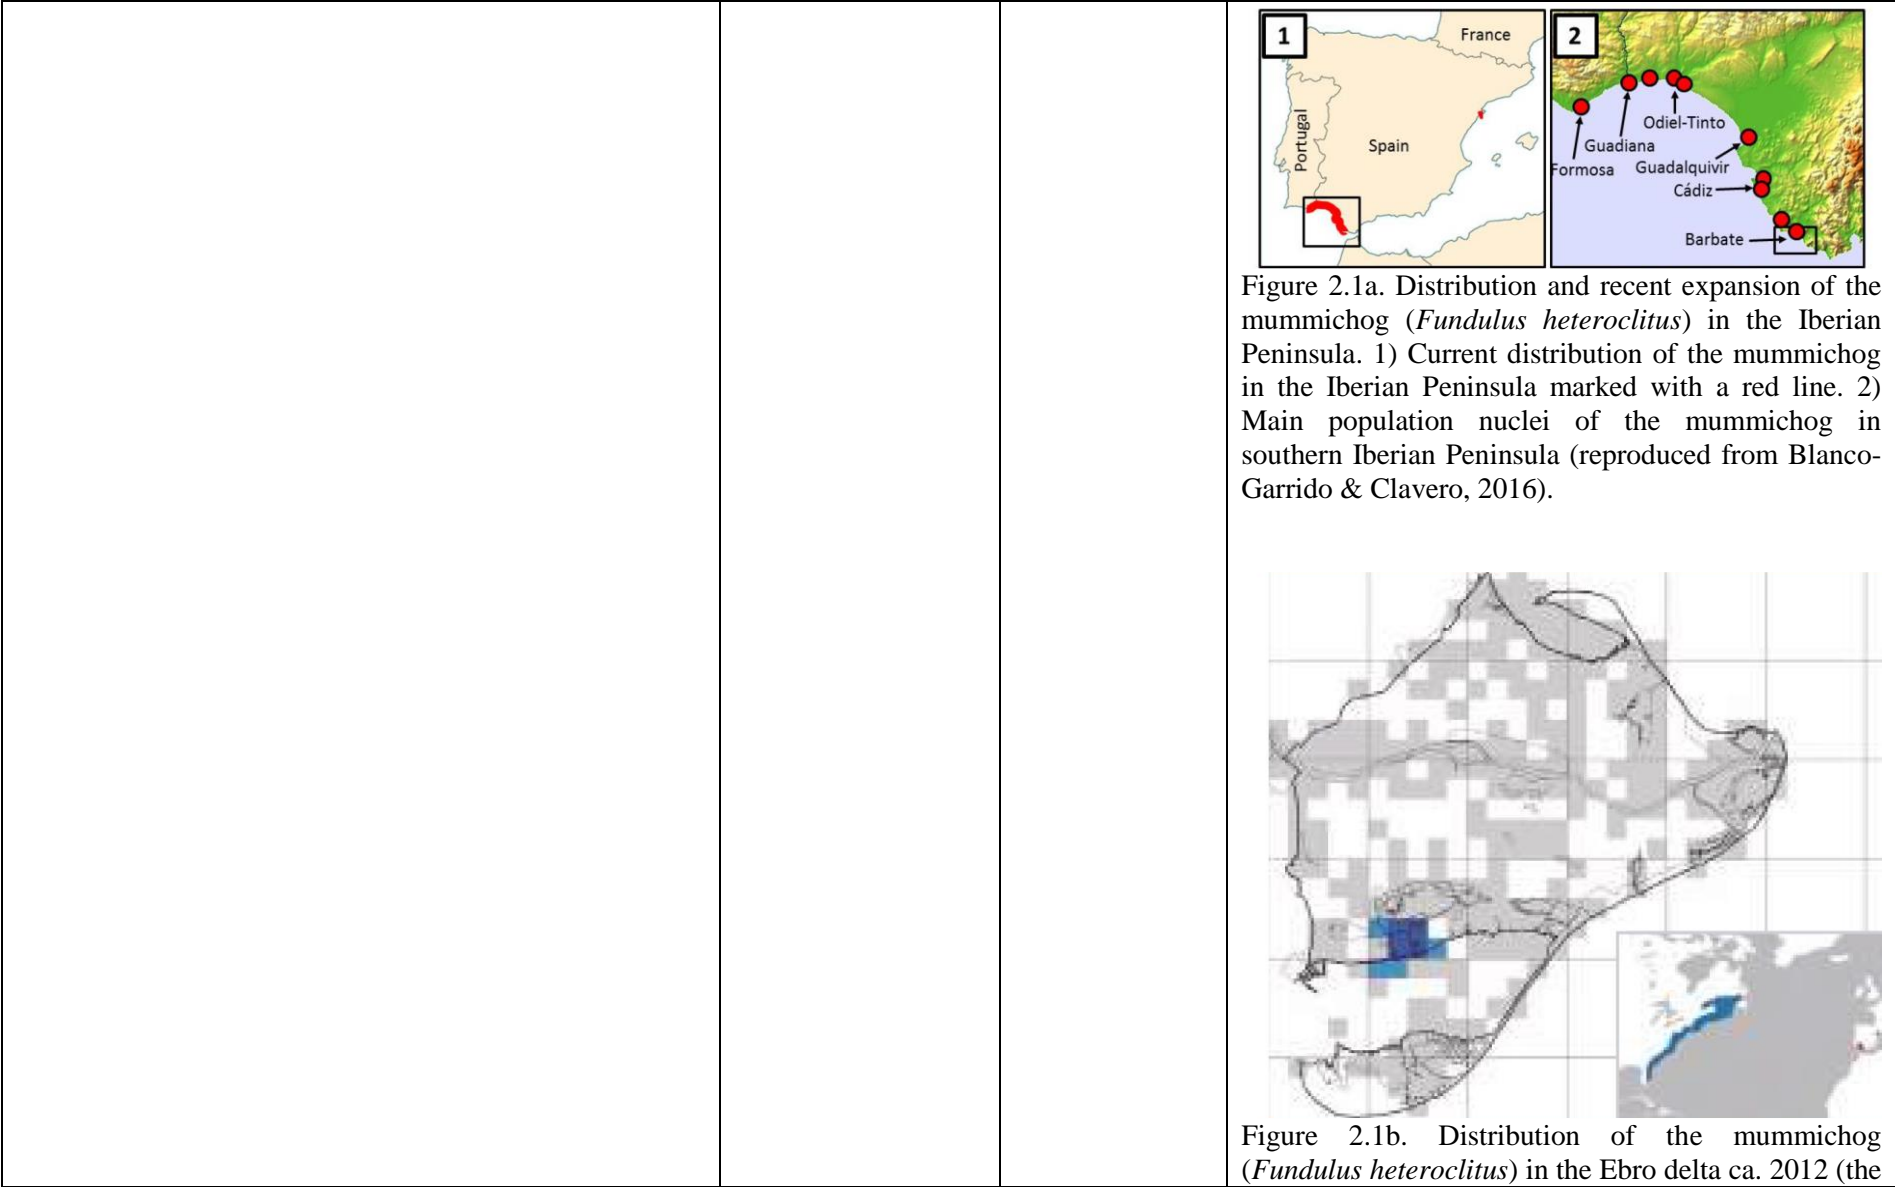 1
France
Portugal
Spain
2
Odiel-Tinto
Guadiana
Formosa
Guadalquivir
Cádiz
Barbate
Figure 2.1a. Distribution and recent expansion of the
mummichog (Fundulus heteroclitus) in the Iberian
Peninsula. 1) Current distribution of the mummichog
in the Iberian Peninsula marked with a red line. 2)
Main population nuclei of the mummichog in
southern Iberian Peninsula (reproduced from Blanco-
Garrido & Clavero, 2016).
Figure 2.1b. Distribution of the mummichog
(Fundulus heteroclitus) in the Ebro delta ca. 2012 (the